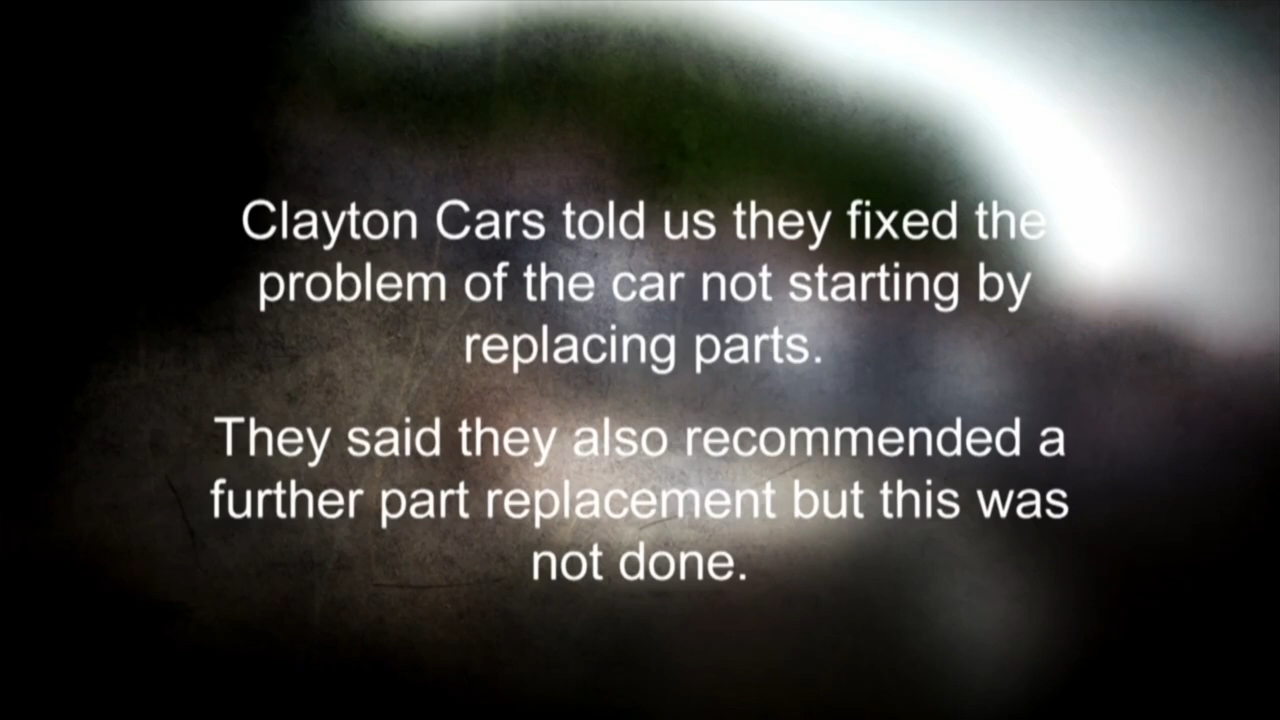 Clayton Cars told us they fixed the
problem of the car not starting by
replacing parts.
They said they also recommended a
further part replacement but this was
not done.